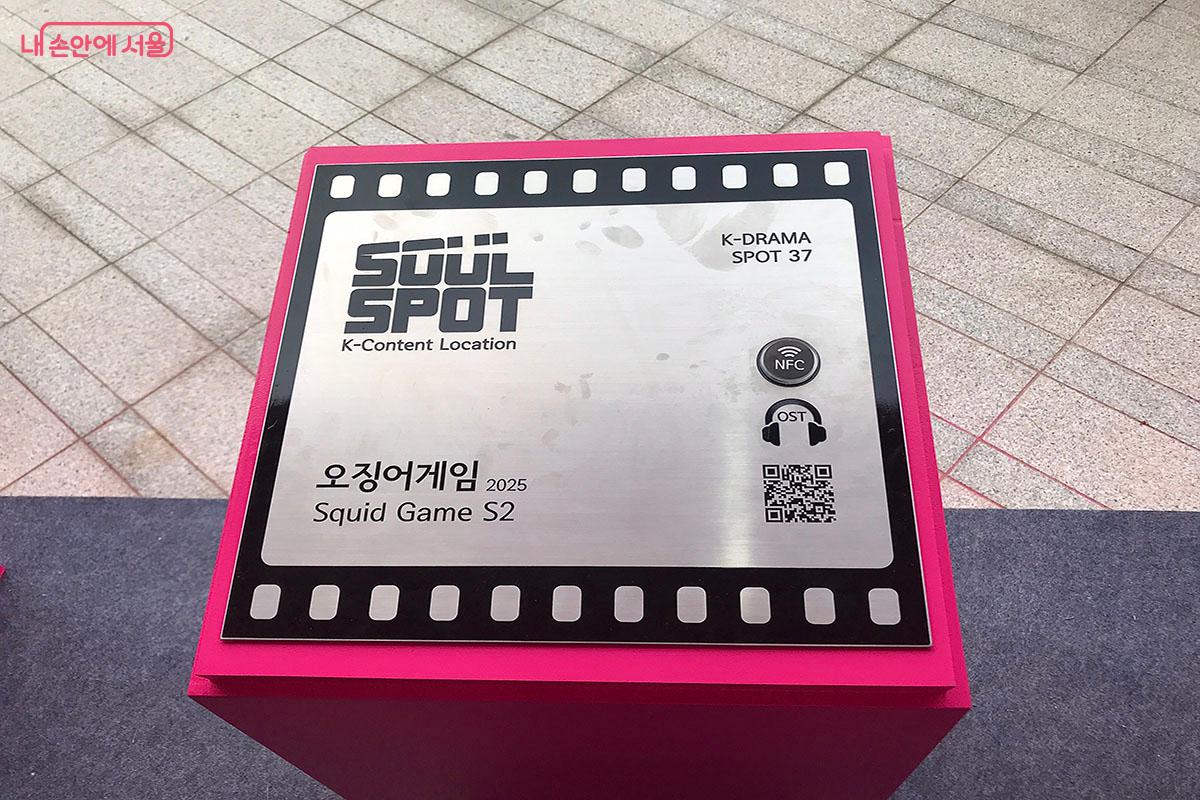 내 손안에 서울
SOUL
SPOT
K-Content Location
K-DRAMA
SPOT 37
NFC
OST
오징어게임 2025
Squid Game S2